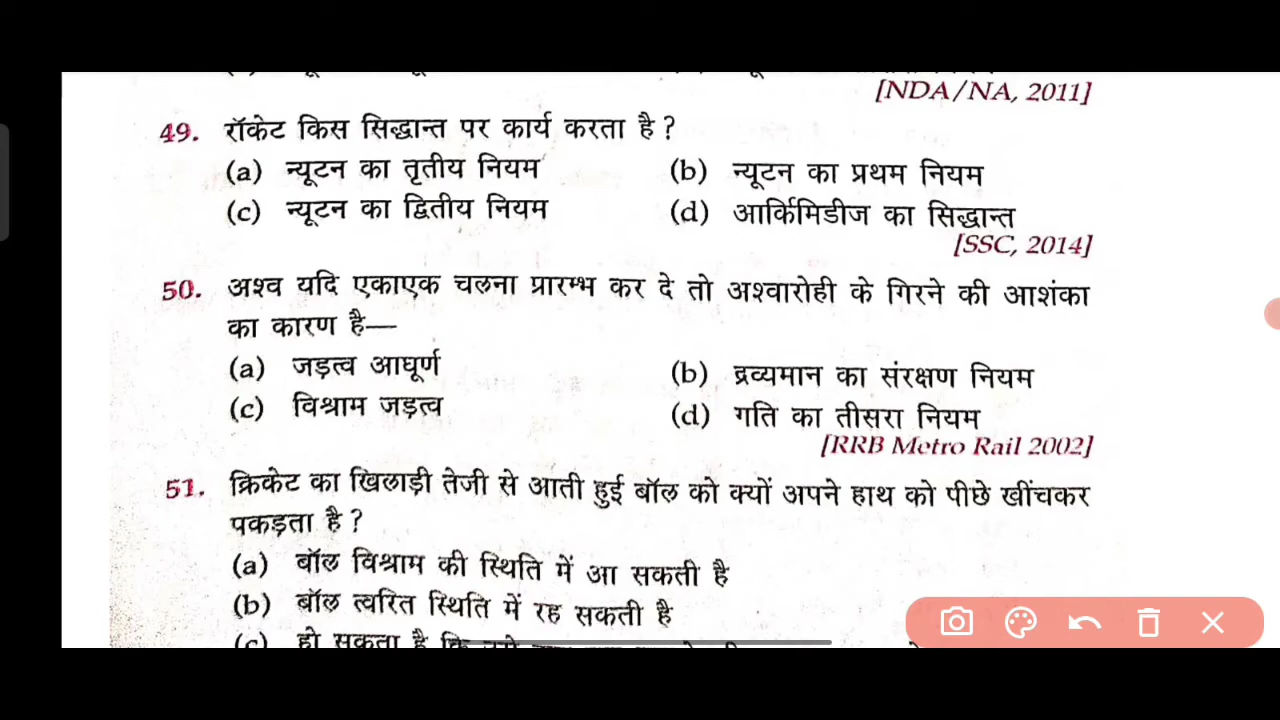 [NDA/NA, 2011]
49. रॉकेट किस सिद्धान्त पर कार्य करता है ?
(a) न्यूटन का तृतीय नियम (b) न्यूटन का प्रथम नियम
(c) न्यूटन का द्वितीय नियम (d) आर्किमिडीज का सिद्धान्त
[SSC, 2014]
50. अश्व यदि एकाएक चलना प्रारम्भ कर दे तो अश्वारोही के गिरने की आशंका
का कारण है—
(a) जड़त्व आघूर्ण (b) द्रव्यमान का संरक्षण नियम
(c) विश्राम जड़त्व (d) गति का तीसरा नियम
[RRB Metro Rail 2002]
51. क्रिकेट का खिलाड़ी तेजी से आती हुई बॉल को क्यों अपने हाथ को पीछे खींचकर
पकड़ता है ?
(a) बॉल विश्राम की स्थिति में आ सकती है
(b) बॉल त्वरित स्थिति में रह सकती है
(c) हो सकता है कि